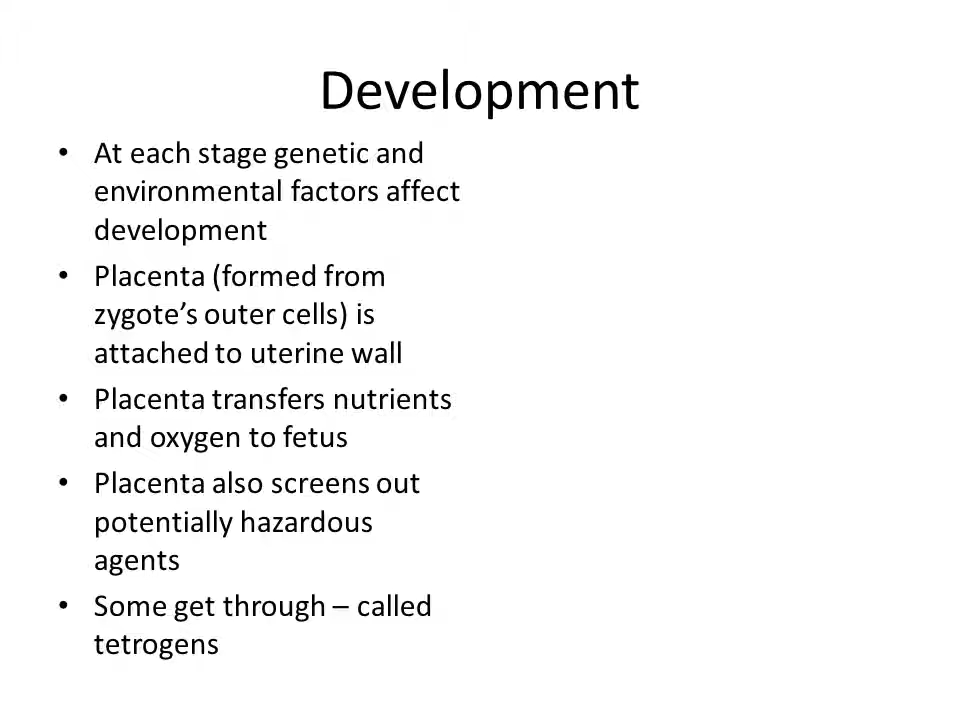 Development
• At each stage genetic and
environmental factors affect
development
• Placenta (formed from
zygote’s outer cells) is
attached to uterine wall
• Placenta transfers nutrients
and oxygen to fetus
• Placenta also screens out
potentially hazardous
agents
• Some get through – called
tetrogens